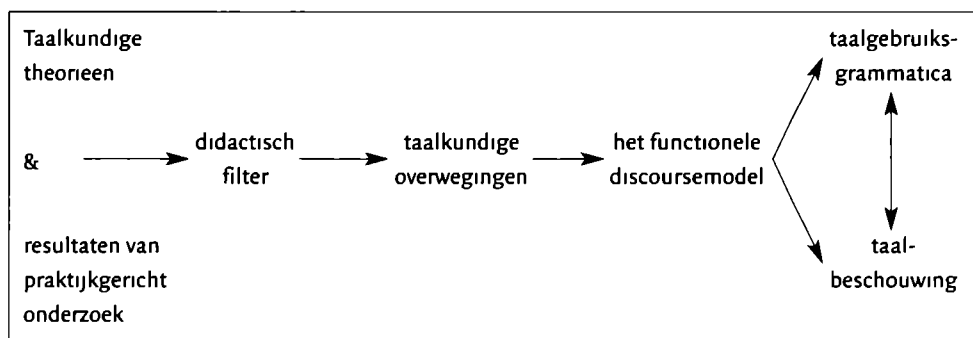 Taalkundige
theorieen
&
resultaten van
praktijkgericht
onderzoek
didactisch
filter
taalkundige
overwegingen
het functionele
discoursemodel
taalgebruiks-
grammatica
taal-
beschouwing